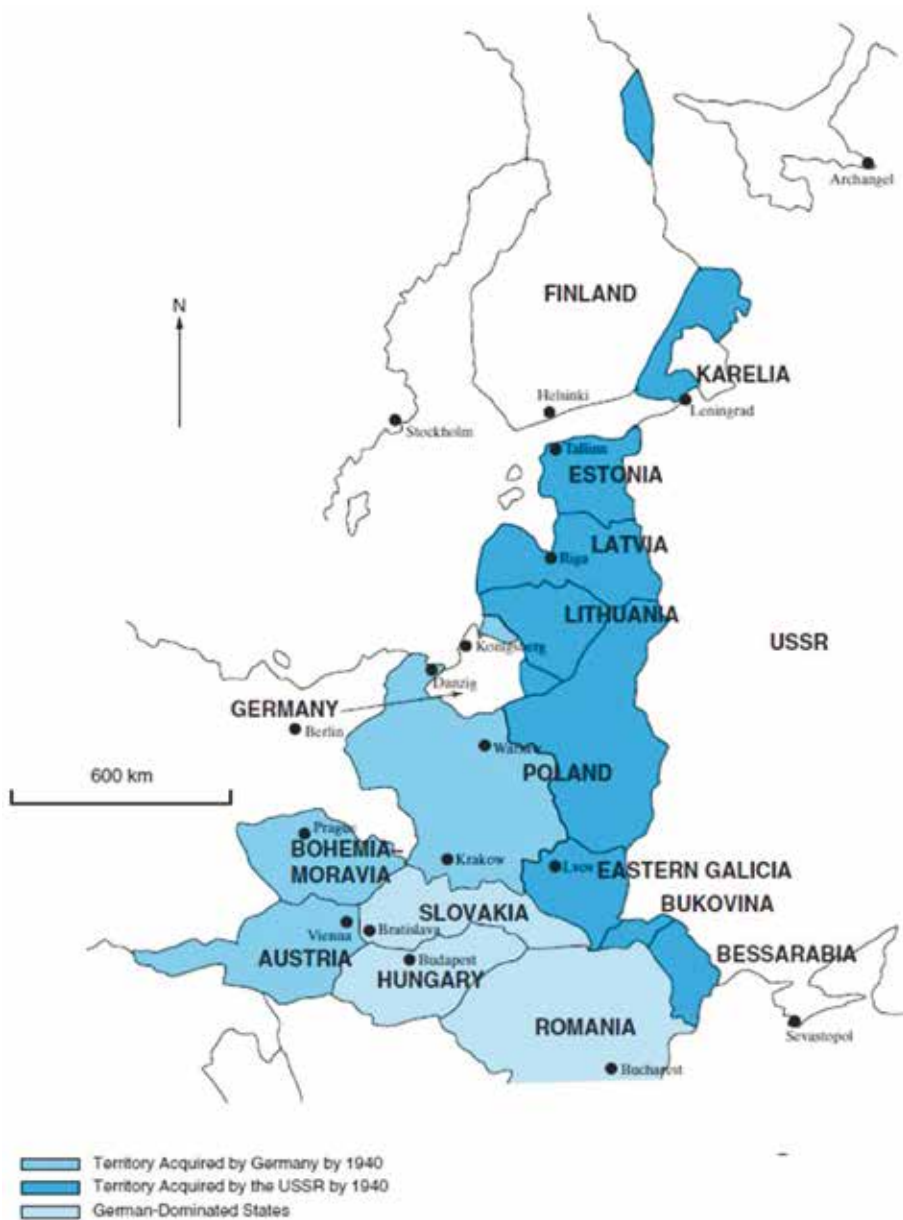 Archangel
N
FINLAND
KARELIA
Helsinki
Leningrad
Stockholm
Tallinn
ESTONIA
LATVIA
Riga
LITHUANIA
Konigsberg
USSR
Danzig
GERMANY
Berlin
Warsaw
600 km
POLAND
Prague
BOHEMIA–
MORAVIA
Krakow
Lvov
EASTERN GALICIA
BUKOVINA
SLOVAKIA
Vienna
Bratislava
BESSARABIA
AUSTRIA
Budapest
HUNGARY
ROMANIA
Sevastopol
Bucharest
Territory Acquired by Germany by 1940
Territory Acquired by the USSR by 1940
German-Dominated States